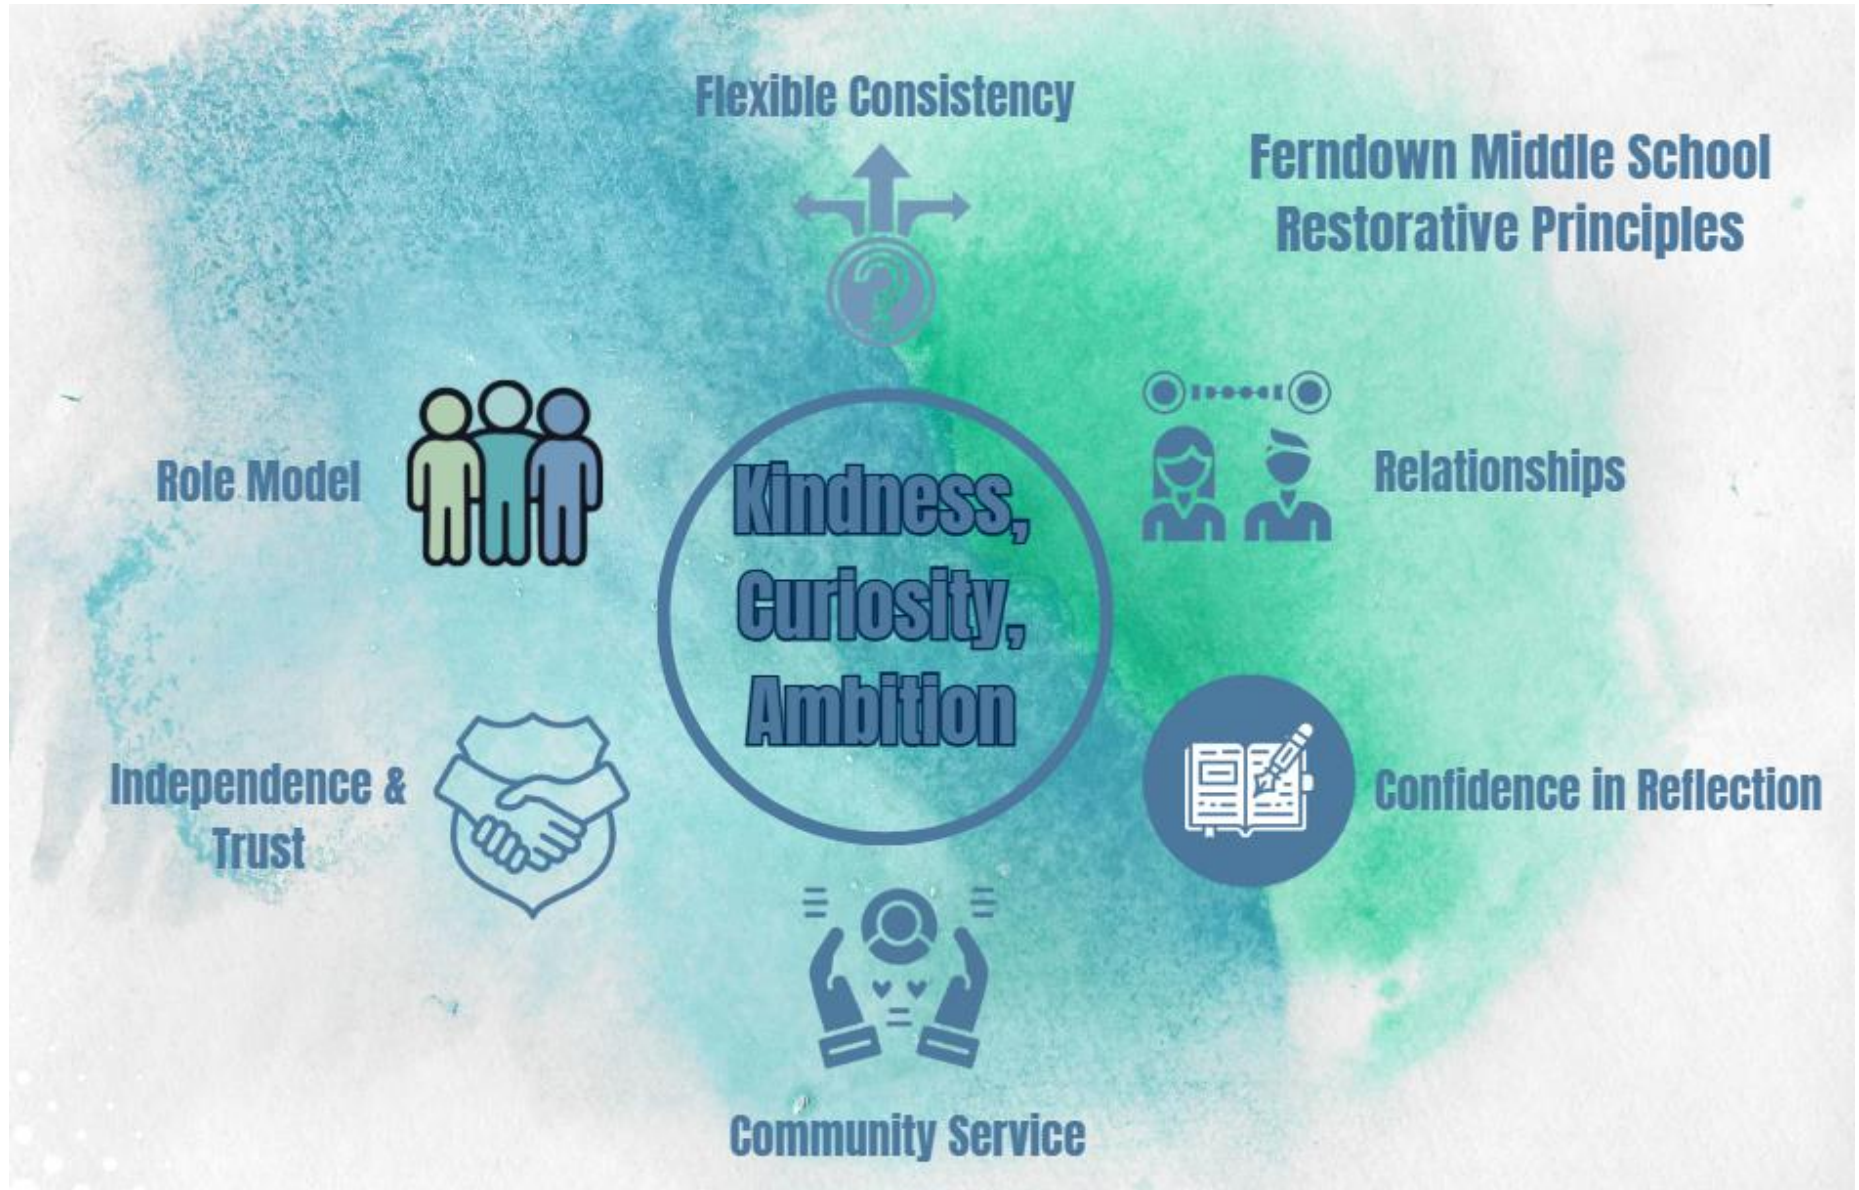 Flexible Consistency
Ferndown Middle School
Restorative Principles
Role Model
Kindness,
Curiosity,
Ambition
Relationships
Independence &
Trust
Confidence in Reflection
Community Service